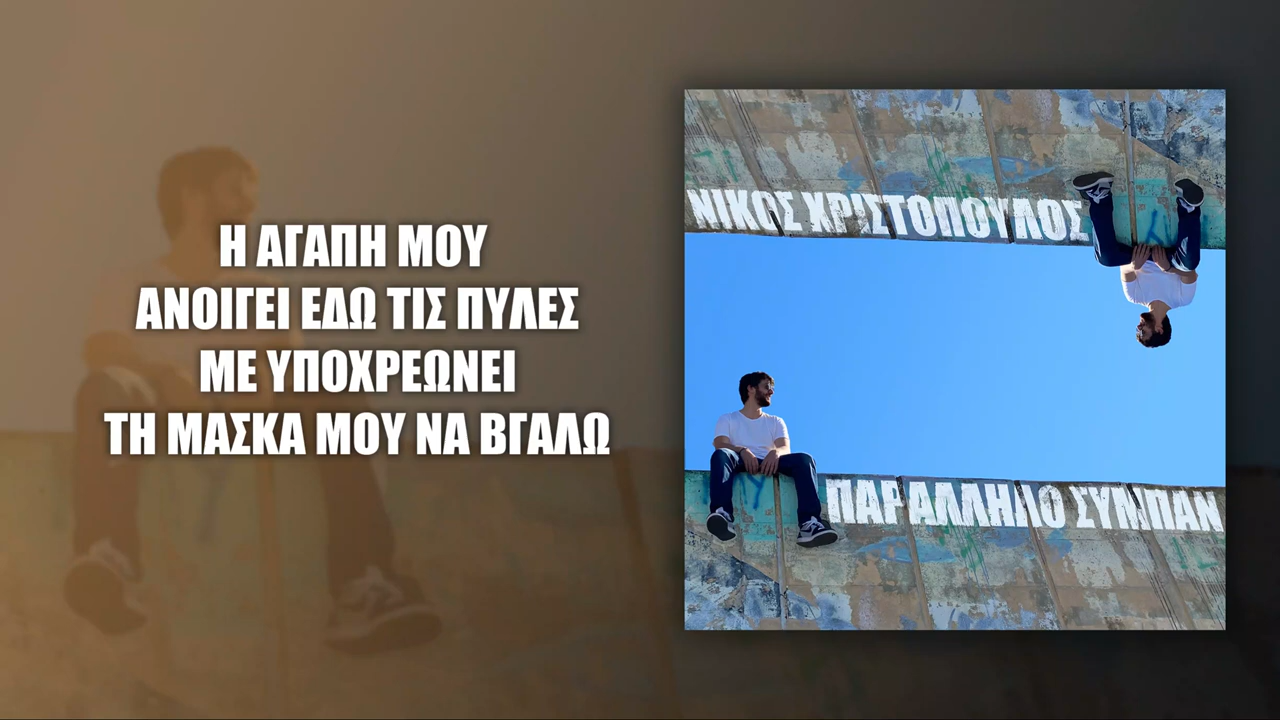 Η ΑΓΑΠΗ ΜΟΥ
ΑΝΟΙΓΕΙ ΕΔΩ ΤΙΣ ΠΥΛΕΣ
ΜΕ ΥΠΟΧΡΕΩΝΕΙ
ΤΗ ΜΑΣΚΑ ΜΟΥ ΝΑ ΒΓΑΛΩ
ΝΙΚΟΣ ΧΡΙΣΤΟΠΟΥΛΟΣ
ΠΑΡΑΛΛΗΛΟ ΣΥΜΠΑΝ